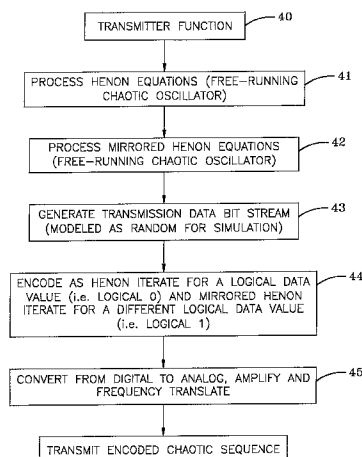 TRANSMITTER FUNCTION
40
PROCESS HENON EQUATIONS (FREE-RUNNING
CHAOTIC OSCILLATOR)
41
PROCESS MIRRORED HENON EQUATIONS
(FREE-RUNNING CHAOTIC OSCILLATOR)
42
GENERATE TRANSMISSION DATA BIT STREAM
(MODELED AS RANDOM FOR SIMULATION)
43
ENCODE AS HENON ITERATE FOR A LOGICAL DATA
VALUE (i.e. LOGICAL 0) AND MIRRORED HENON
ITERATE FOR A DIFFERENT LOGICAL DATA VALUE
(i.e. LOGICAL 1)
44
CONVERT FROM DIGITAL TO ANALOG, AMPLIFY AND
FREQUENCY TRANSLATE
45
TRANSMIT ENCODED CHAOTIC SEQUENCE